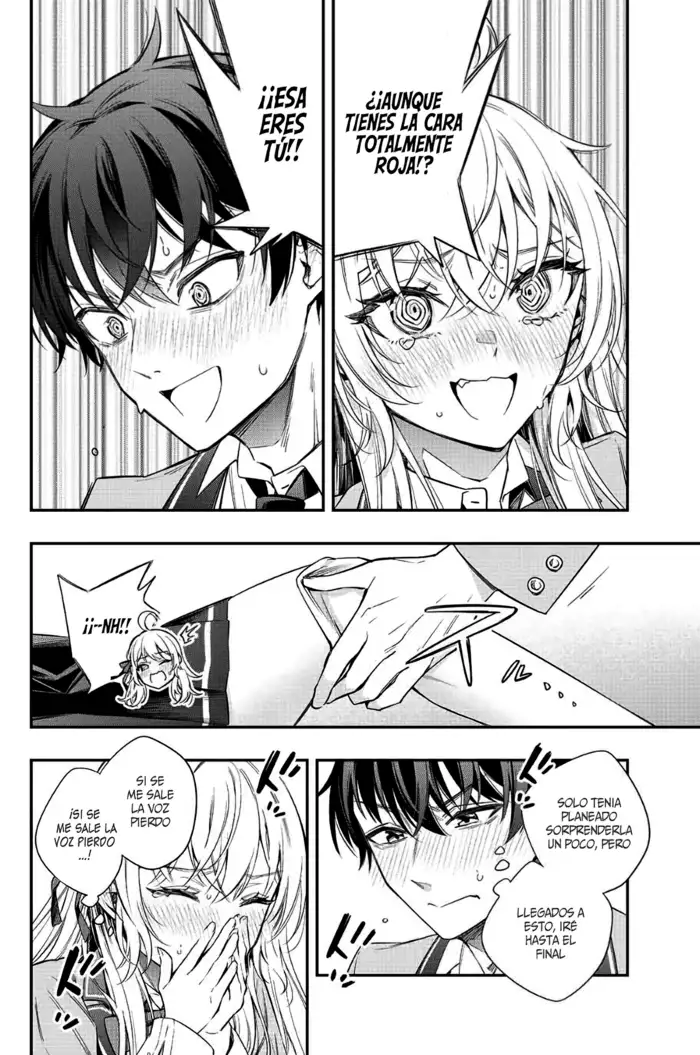 ¿¡AUNQUE
TIENES LA CARA
TOTALMENTE
ROJA!?
¡¡ESA
ERES
TÚ!!
¡¡--NH!!
SOLO TENIA
PLANEADO
SORPRENDERLA
UN POCO, PERO
LLEGADOS A
ESTO, IRÉ
HASTA EL
FINAL
SI SE
ME SALE
LA VOZ
PIERDO
¡SI SE
ME SALE LA
VOZ PIERDO
...!